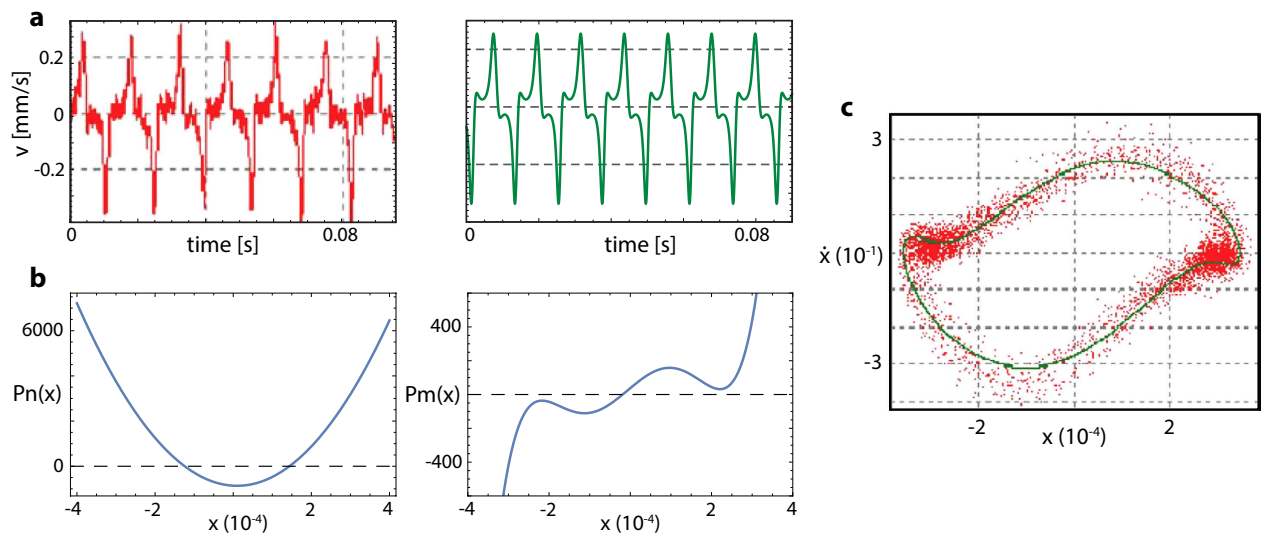 a
v [mm/s]
0.2
0
-0.2
0
0.08
time [s]
0
0.08
time [s]
b
Pn(x)
6000
0
-4
-2
0
2
4
x (10⁻⁴)
Pm(x)
400
-400
-4
-2
0
2
4
x (10⁻⁴)
c
ẋ (10⁻¹)
3
-3
-2
2
x (10⁻⁴)